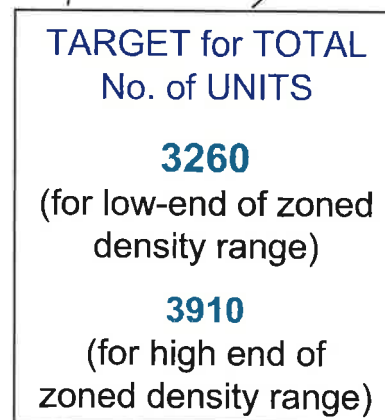 TARGET for TOTAL
No. of UNITS
3260
(for low-end of zoned
density range)
3910
(for high end of
zoned density range)